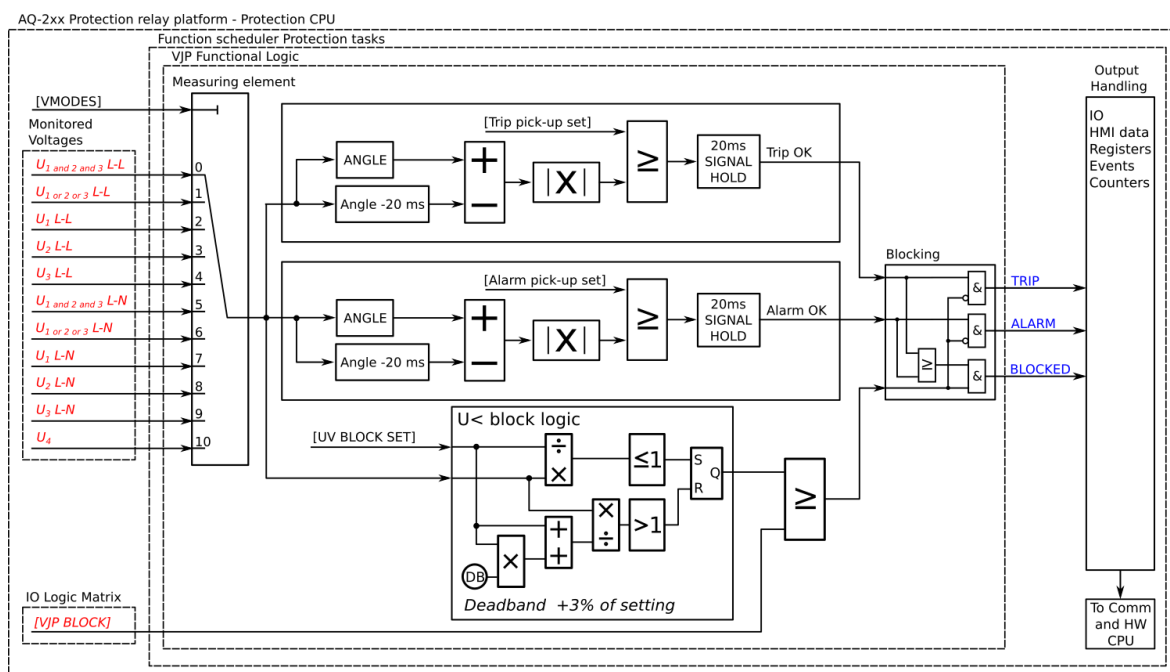 AQ-2xx Protection relay platform - Protection CPU
Function scheduler Protection tasks
VJP Functional Logic
Measuring element
[VMODES]
Monitored
Voltages
U1 and 2 and 3 L-L
U1 or 2 or 3 L-L
U1 L-L
U2 L-L
U3 L-L
U1 and 2 and 3 L-N
U1 or 2 or 3 L-N
U1 L-N
U2 L-N
U3 L-N
U4
0
1
2
3
4
5
6
7
8
9
10
[Trip pick-up set]
ANGLE
Angle -20 ms
+
−
|X|
≥
20ms
SIGNAL
HOLD
Trip OK
[Alarm pick-up set]
ANGLE
Angle -20 ms
+
−
|X|
≥
20ms
SIGNAL
HOLD
Alarm OK
U< block logic
[UV BLOCK SET]
÷
×
≤1
S
R
Q
×
÷
>1
+
+
×
DB
Deadband +3% of setting
≥
Blocking
&
&
≥
&
TRIP
ALARM
BLOCKED
Output
Handling
IO
HMI data
Registers
Events
Counters
To Comm
and HW
CPU
IO Logic Matrix
[VJP BLOCK]